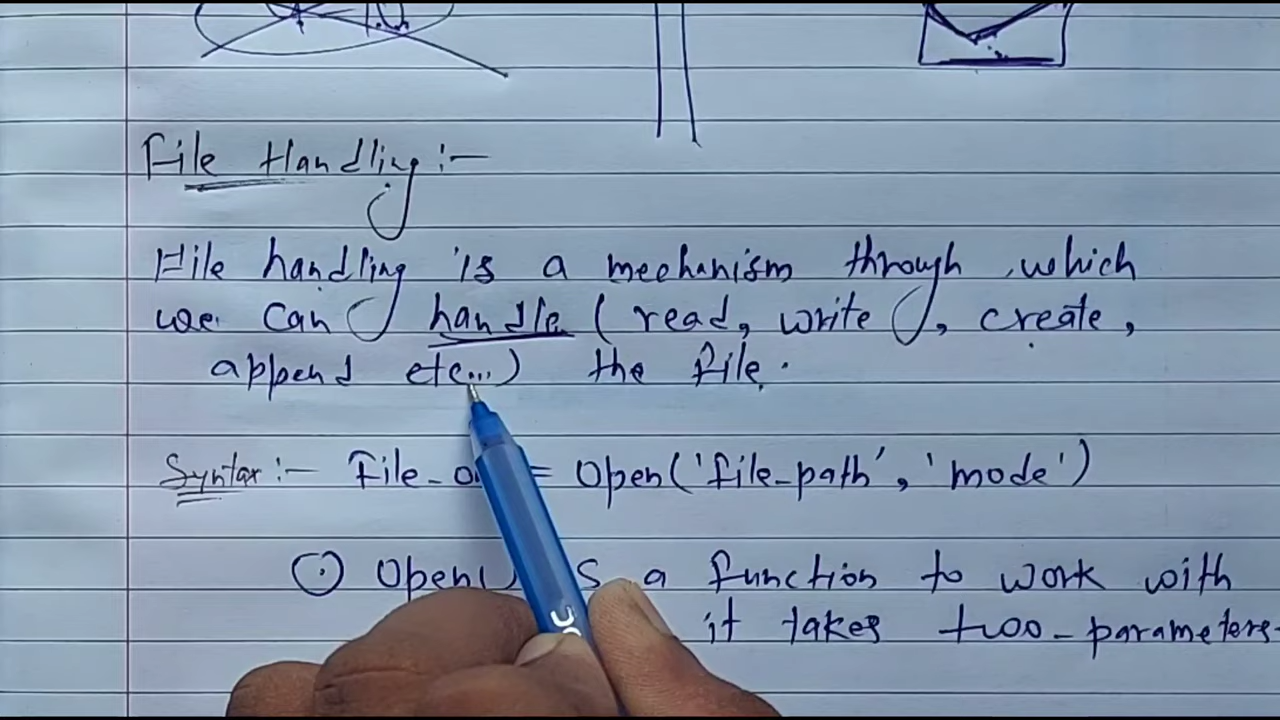 File Handling:-
File handling is a mechanism through which
we can handle (read, write, create,
append etc...) the file.
Syntax:- File_o = open('file_path', 'mode')
open() is a function to work with
it takes two-parameters.